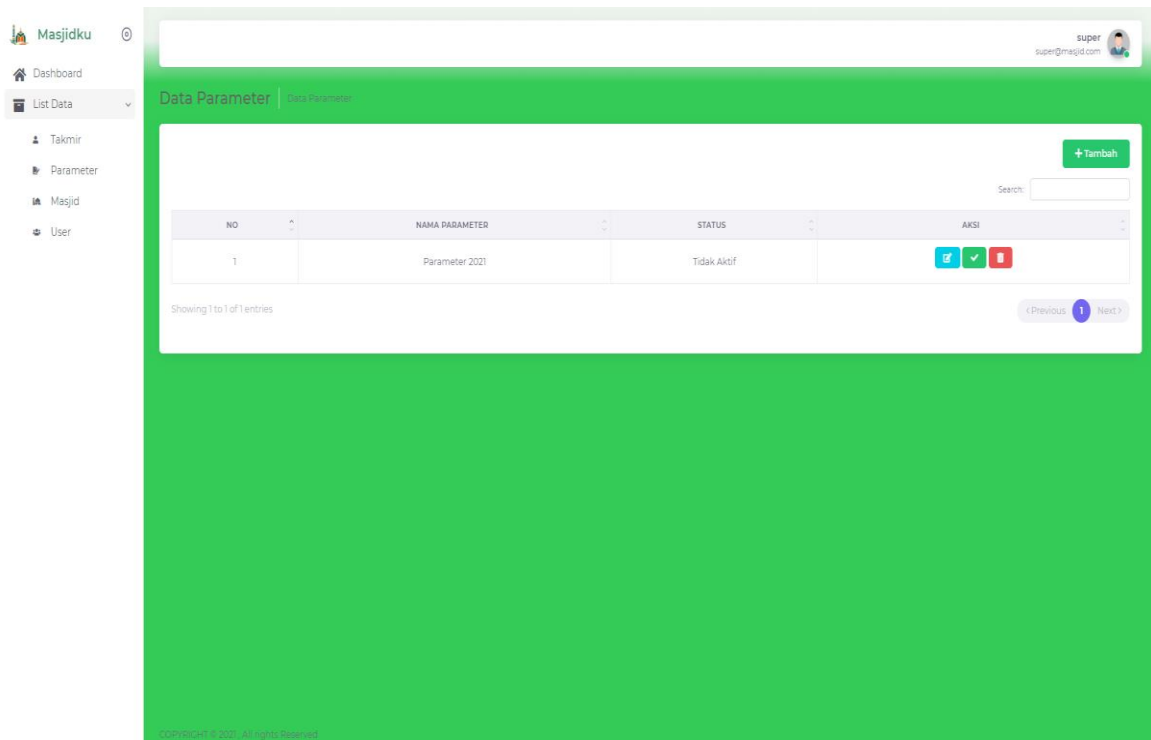 Masjidku
Dashboard
List Data
Takmir
Parameter
Masjid
User
super
super@masjid.com
Data Parameter
Data Parameter
+Tambah
Search:
NO
NAMA PARAMETER
STATUS
AKSI
1
Parameter 2021
Tidak Aktif
Showing 1 to 1 of 1 entries
< Previous 1 Next >
COPYRIGHT © 2021 , All rights Reserved